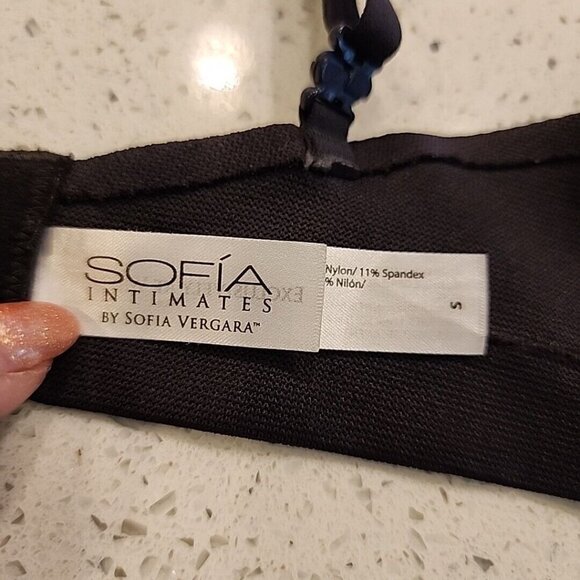 SOFÍA
INTIMATES
BY SOFIA VERGARA™
Nylon/ 11% Spandex
% Nilón/
S